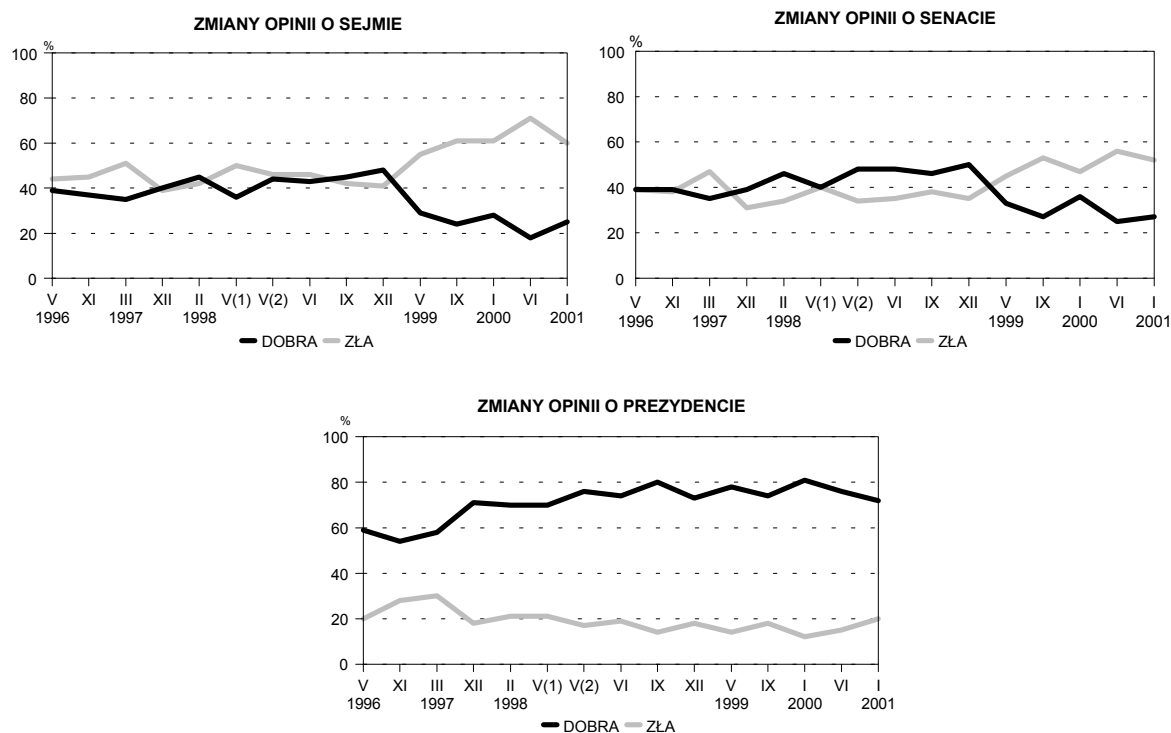 ZMIANY OPINII O SEJMIE
%
100
80
60
40
20
0
V XI III XII II V(1) V(2) VI IX XII V IX I VI I
1996 1997 1998 1999 2000 2001
DOBRA ZŁA
ZMIANY OPINII O SENACIE
%
100
80
60
40
20
0
V XI III XII II V(1) V(2) VI IX XII V IX I VI I
1996 1997 1998 1999 2000 2001
DOBRA ZŁA
ZMIANY OPINII O PREZYDENCIE
%
100
80
60
40
20
0
V XI III XII II V(1) V(2) VI IX XII V IX I VI I
1996 1997 1998 1999 2000 2001
DOBRA ZŁA